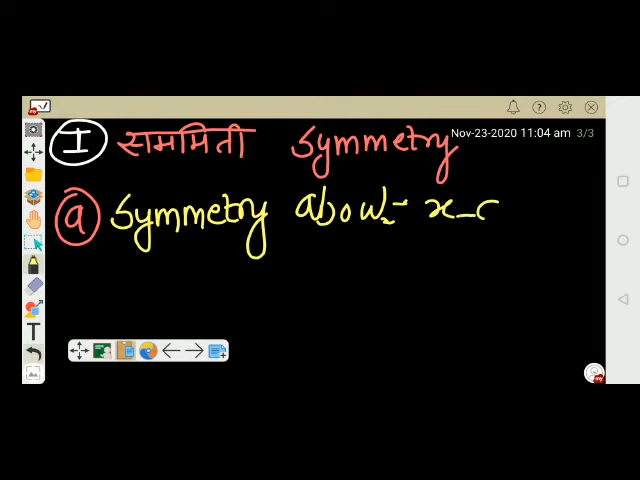 Nov-23-2020 11:04 am 3/3
I सममिती Symmetry
a Symmetry about x-a
T